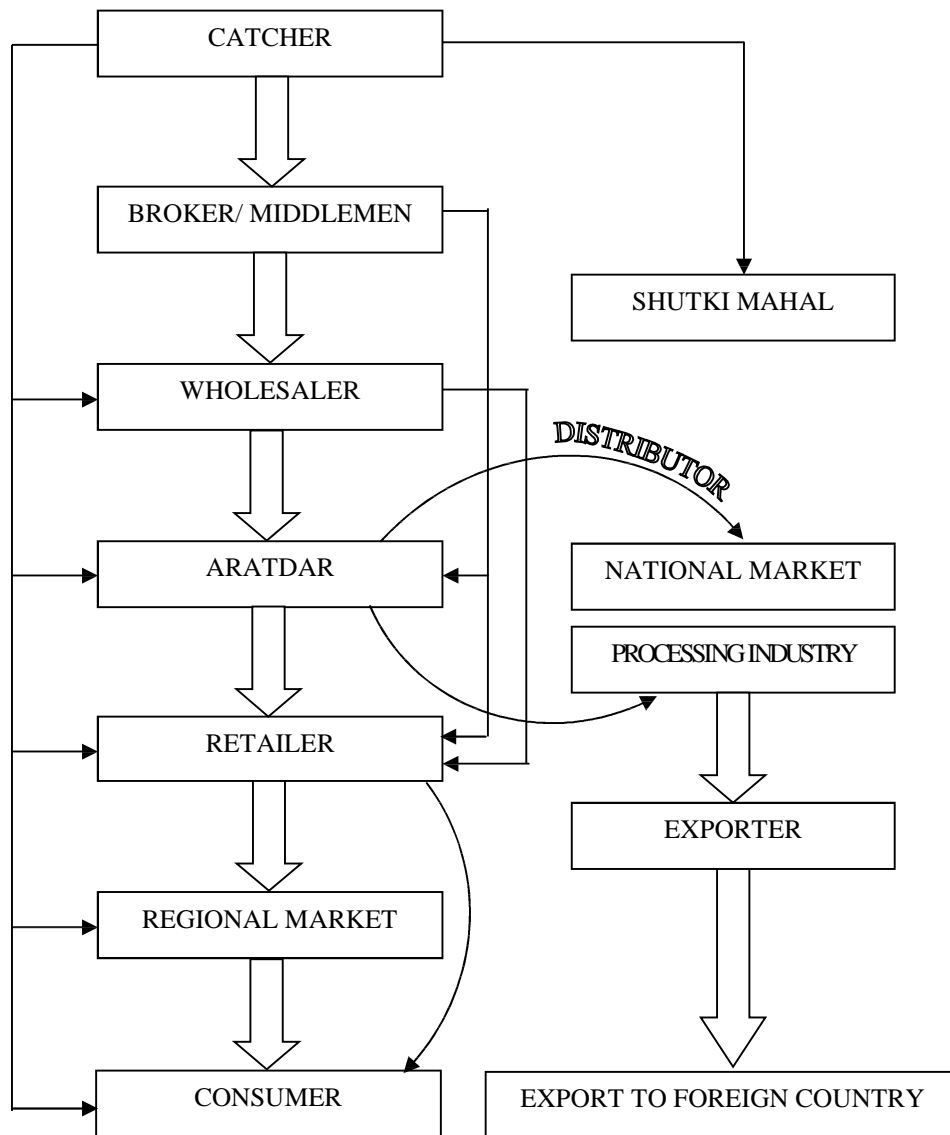 CATCHER
BROKER/ MIDDLEMEN
SHUTKI MAHAL
WHOLESALER
DISTRIBUTOR
ARATDAR
NATIONAL MARKET
PROCESSING INDUSTRY
RETAILER
EXPORTER
REGIONAL MARKET
CONSUMER
EXPORT TO FOREIGN COUNTRY